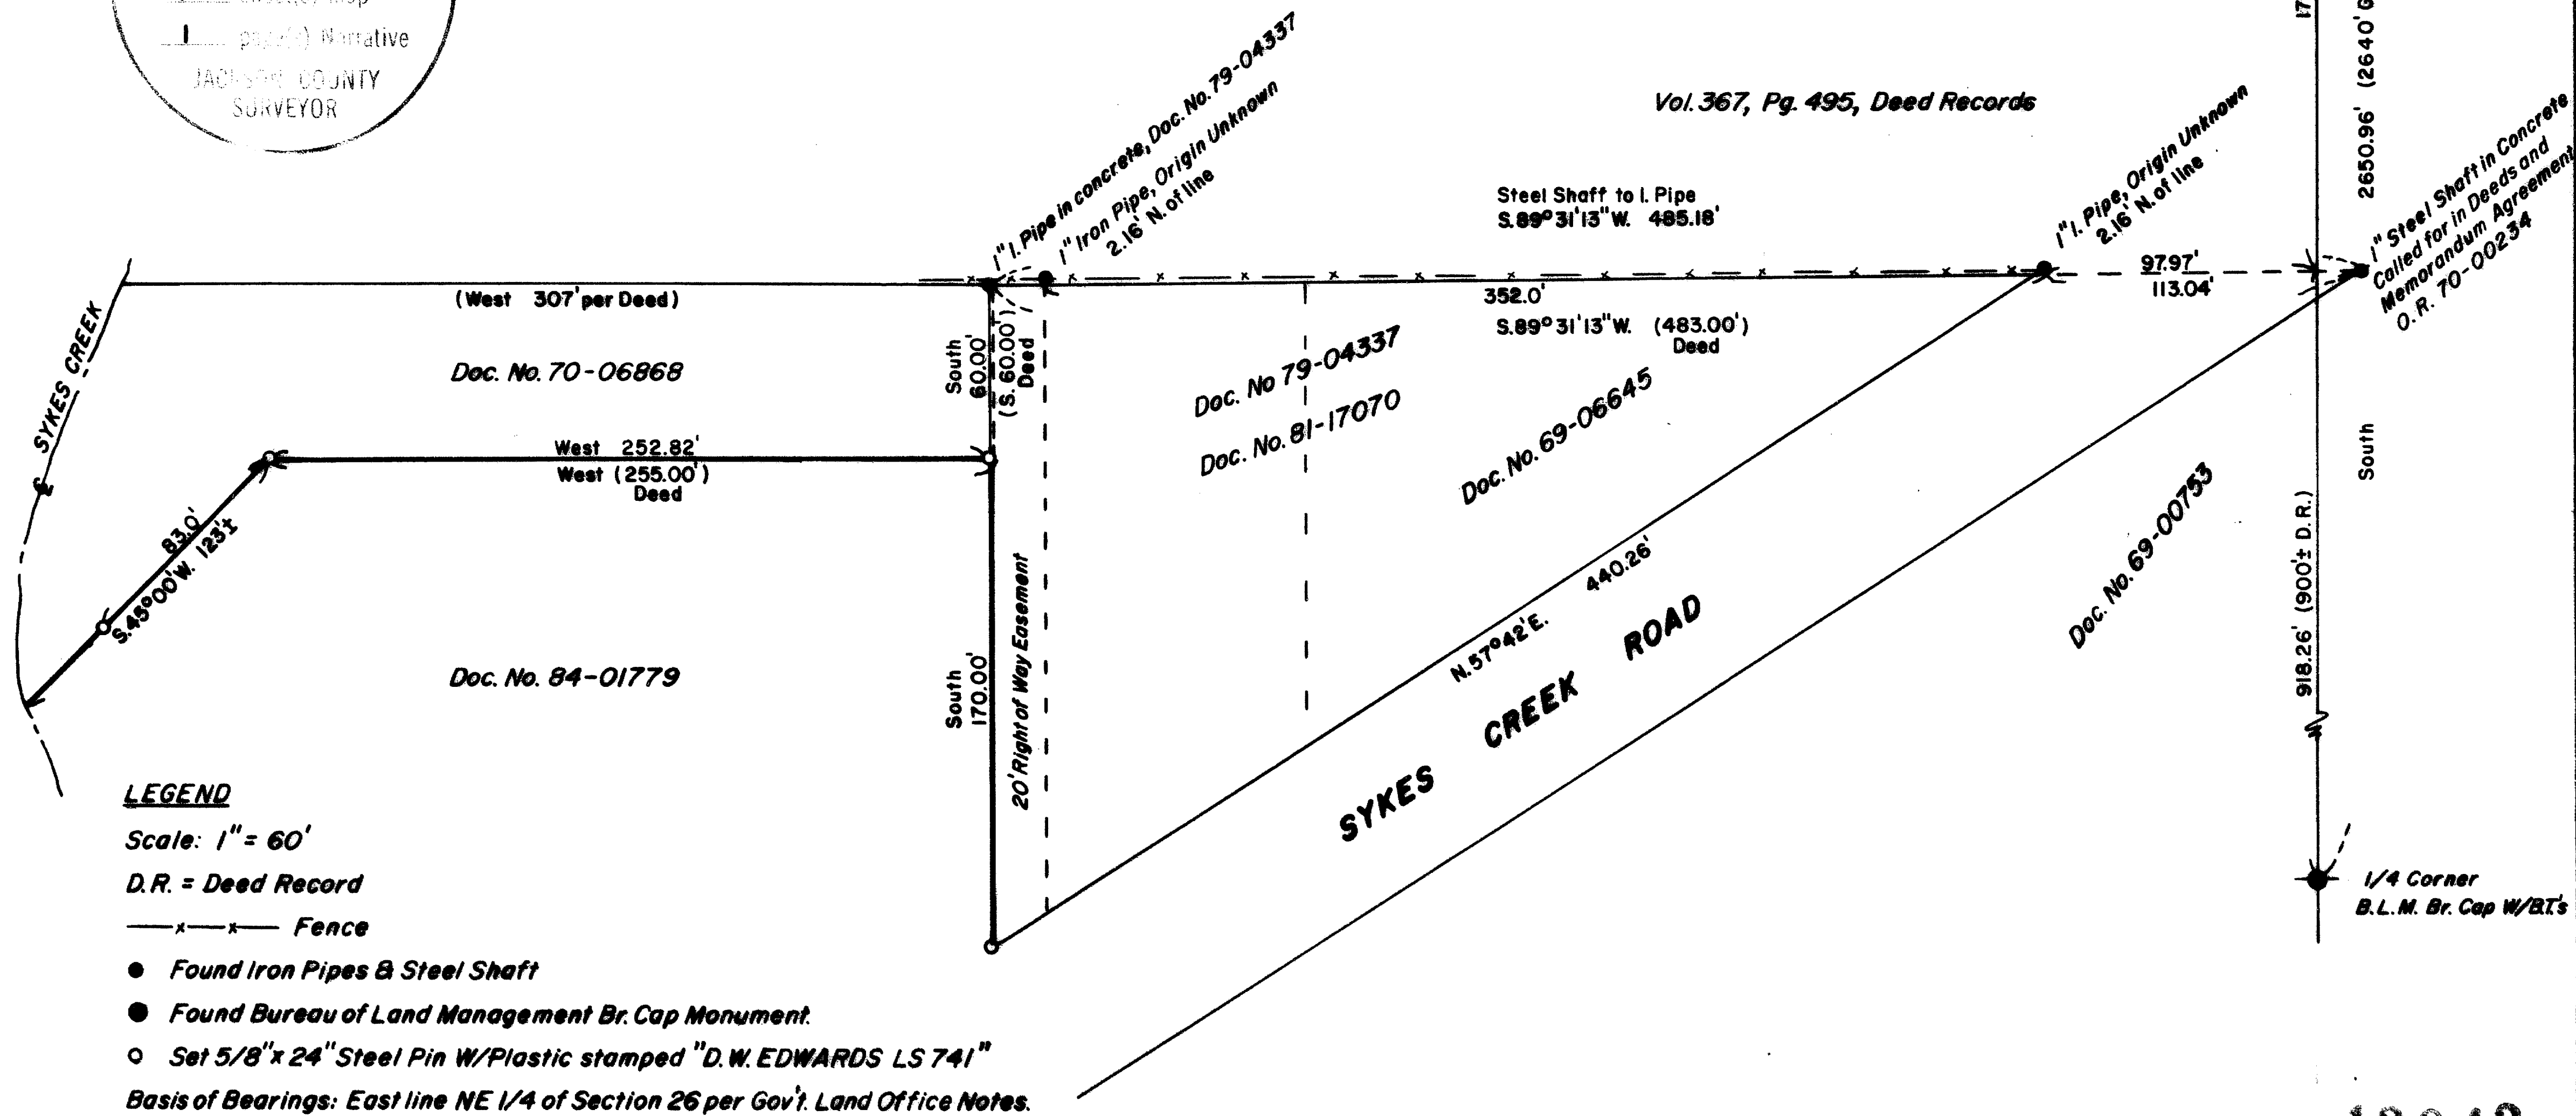 page(s) Narrative
JACKSON COUNTY
SURVEYOR
1" I. Pipe in concrete, Doc. No. 79-04337
1" Iron Pipe, Origin Unknown
2.16' N. of line
Vol. 367, Pg. 495, Deed Records
Steel Shaft to I. Pipe
S. 89° 31' 13" W. 485.18'
1" I. Pipe, Origin Unknown
2.16' N. of line
17
2650.96' (2640' G
1" Steel Shaft in Concrete
Called for in Deeds and
Memorandum Agreement
O. R. 70-00234
(West 307' per Deed)
352.0'
S. 89° 31' 13" W. (483.00')
Deed
97.97'
113.04'
SYKES CREEK
℄
Doc. No. 70-06868
South
60.00'
(S. 60.00')
Deed
Doc. No 79-04337
Doc. No. 81-17070
Doc. No. 69-06645
West 252.82'
West (255.00')
Deed
83.0'
S. 45° 00' W. 123'±
Doc. No. 84-01779
South
170.00'
20' Right of Way Easement
N. 57° 42' E. 440.26'
SYKES CREEK ROAD
Doc. No. 69-00753
918.26' (900'± D. R.)
South
1/4 Corner
B.L.M. Br. Cap W/B.T.'s
LEGEND
Scale: 1" = 60'
D.R. = Deed Record
Fence
Found Iron Pipes & Steel Shaft
Found Bureau of Land Management Br. Cap Monument.
Set 5/8" x 24" Steel Pin W/Plastic stamped "D.W. EDWARDS LS 741"
Basis of Bearings: East line NE 1/4 of Section 26 per Gov't. Land Office Notes.